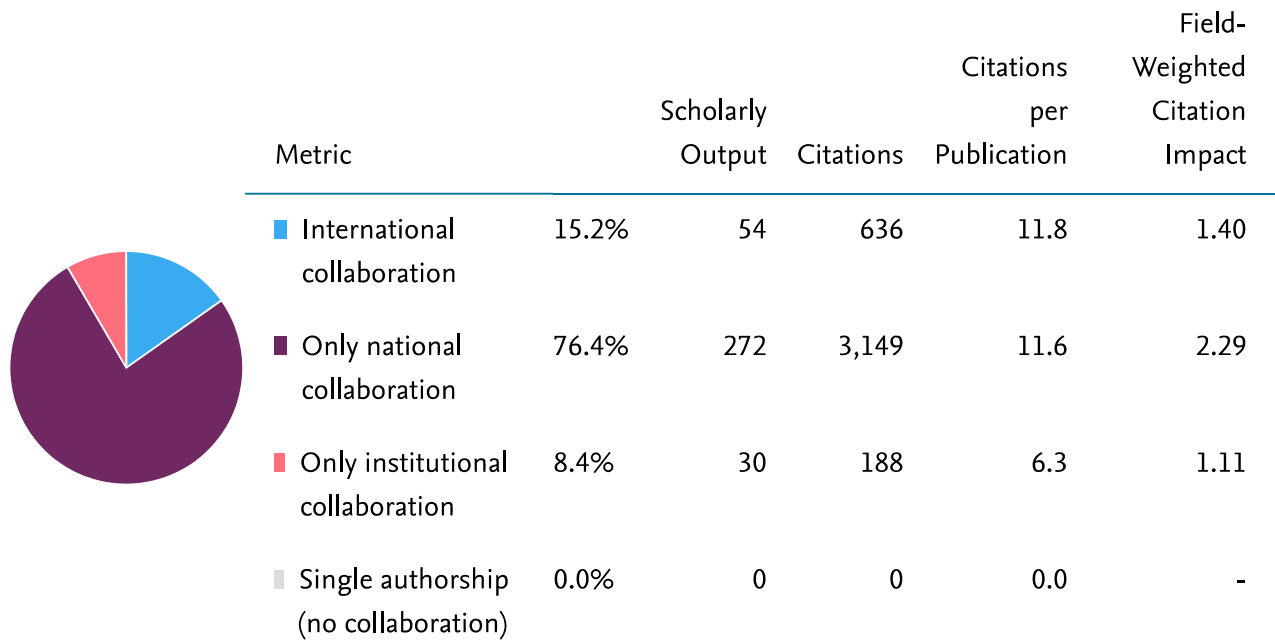 Metric Scholarly Output Citations Citations per Publication Field-Weighted Citation Impact
International collaboration 15.2% 54 636 11.8 1.40
Only national collaboration 76.4% 272 3,149 11.6 2.29
Only institutional collaboration 8.4% 30 188 6.3 1.11
Single authorship (no collaboration) 0.0% 0 0 0.0 -